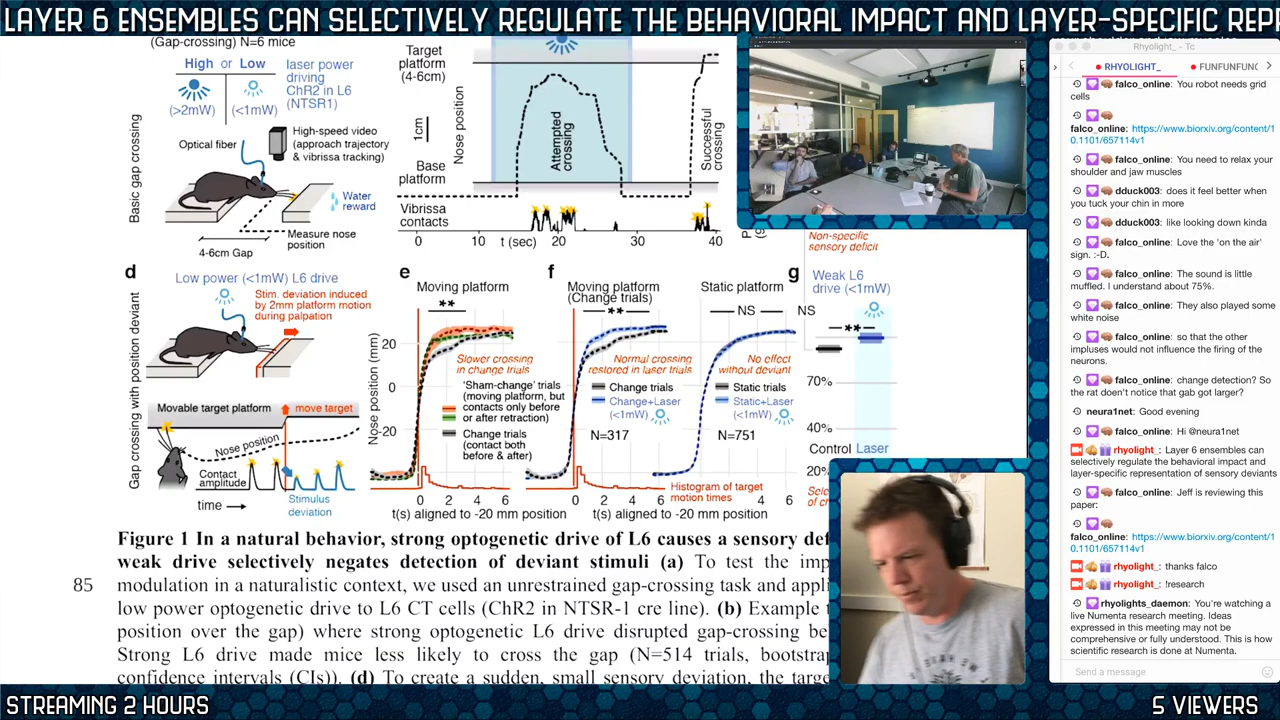 LAYER 6 ENSEMBLES CAN SELECTIVELY REGULATE THE BEHAVIORAL IMPACT AND LAYER-SPECIFIC REP
(Gap-crossing) N=6 mice
High or Low
(>2mW) (<1mW)
laser power
driving
ChR2 in L6
(NTSR1)
High-speed video
(approach trajectory
& vibrissa tracking)
Optical fiber
Water
reward
Measure nose
position
4-6cm Gap
Basic gap crossing
Target
platform
(4-6cm)
1cm
Nose position
Base
platform
Attempted
crossing
Successful
crossing
Vibrissa
contacts
0 10 20 30 40
t (sec)
Non-specific
sensory deficit
d
Low power (<1mW) L6 drive
Stim. deviation induced
by 2mm platform motion
during palpation
Gap crossing with position deviant
Movable target platform
move target
Nose position
Contact
amplitude
time
Stimulus
deviation
e
Moving platform
**
Nose position (mm)
20
0
-20
Slower crossing
in change trials
'Sham-change' trials
(moving platform, but
contacts only before
or after retraction)
Change trials
(contact both
before & after)
0 2 4 6
t(s) aligned to -20 mm position
f
Moving platform
(Change trials)
**
Normal crossing
restored in laser trials
Change trials
Change+Laser
(<1mW)
N=317
Static platform
NS
No effect
without deviant
Static trials
Static+Laser
(<1mW)
N=751
Histogram of target
motion times
0 2 4 6
4 6
t(s) aligned to -20 mm position
g
Weak L6
drive (<1mW)
NS
**
70%
40%
Control Laser
20%
Figure 1 In a natural behavior, strong optogenetic drive of L6 causes a sensory def
weak drive selectively negates detection of deviant stimuli (a) To test the imp
85 modulation in a naturalistic context, we used an unrestrained gap-crossing task and appli
low power optogenetic drive to L6 CT cells (ChR2 in NTSR-1 cre line). (b) Example
position over the gap) where strong optogenetic L6 drive disrupted gap-crossing be
Strong L6 drive made mice less likely to cross the gap (N=514 trials, bootstrap
confidence intervals (CIs)). (d) To create a sudden, small sensory deviation, the targe
Rhyolight_ - Tc
RHYOLIGHT_ FUNFUNFUNC
falco_online: You robot needs grid
cells
falco_online: https://www.biorxiv.org/content/1
0.1101/657114v1
falco_online: You need to relax your
shoulder and jaw muscles
dduck003: does it feel better when
you tuck your chin in more
dduck003: like looking down kinda
falco_online: Love the 'on the air'
sign. :-D.
falco_online: The sound is little
muffled. I understand about 75%.
falco_online: They also played some
white noise
falco_online: so that the other
impulses would not influence the firing of the
neurons.
falco_online: change detection? So
the rat doen't notice that gab got larger?
neura1net: Good evening
falco_online: Hi @neura1net
rhyolight_: Layer 6 ensembles can
selectively regulate the behavioral impact and
layer-specific representation of sensory deviants
falco_online: Jeff is reviewing this
paper:
falco_online: https://www.biorxiv.org/content/1
0.1101/657114v1
rhyolight_: thanks falco
rhyolight_: !research
rhyolights_daemon: You're watching a
live Numenta research meeting. Ideas
expressed in this meeting may not be
comprehensive or fully understood. This is how
scientific research is done at Numenta.
Send a message
STREAMING 2 HOURS
5 VIEWERS